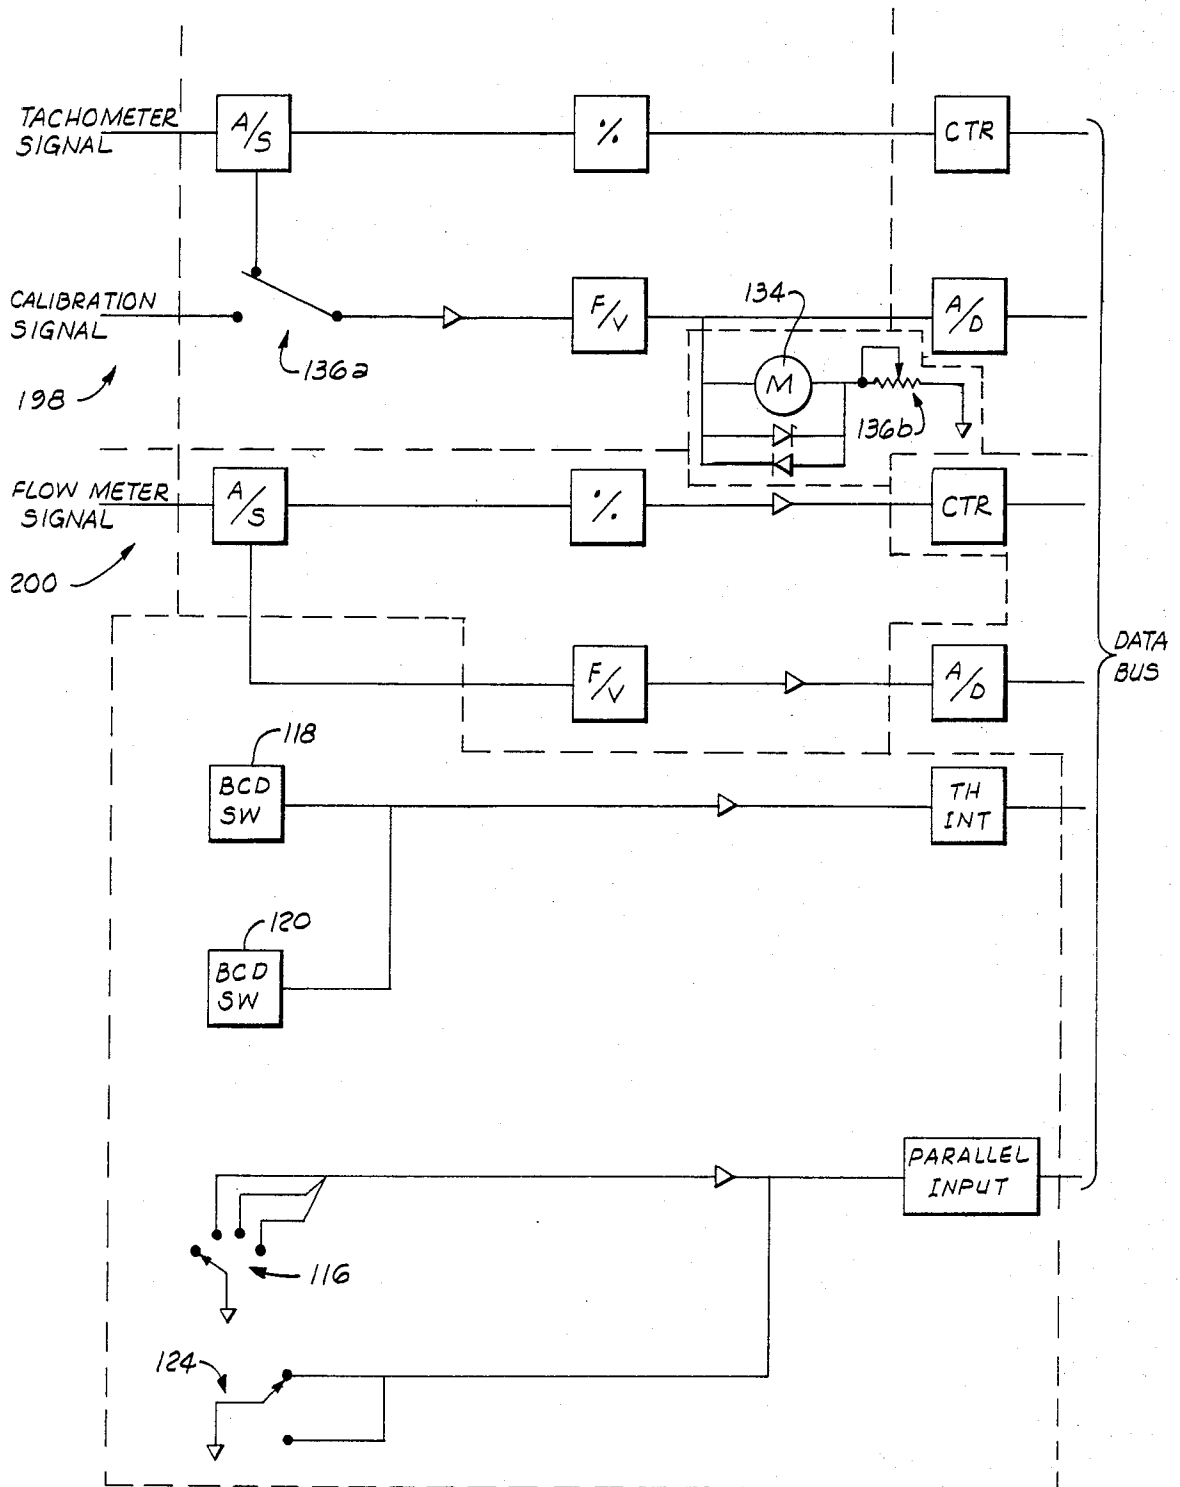 TACHOMETER
SIGNAL
A/S
%
CTR
CALIBRATION
SIGNAL
136a
F/V
134
A/D
M
136b
198
FLOW METER
SIGNAL
A/S
%
CTR
200
F/V
A/D
DATA
BUS
118
BCD
SW
TH
INT
120
BCD
SW
PARALLEL
INPUT
116
124